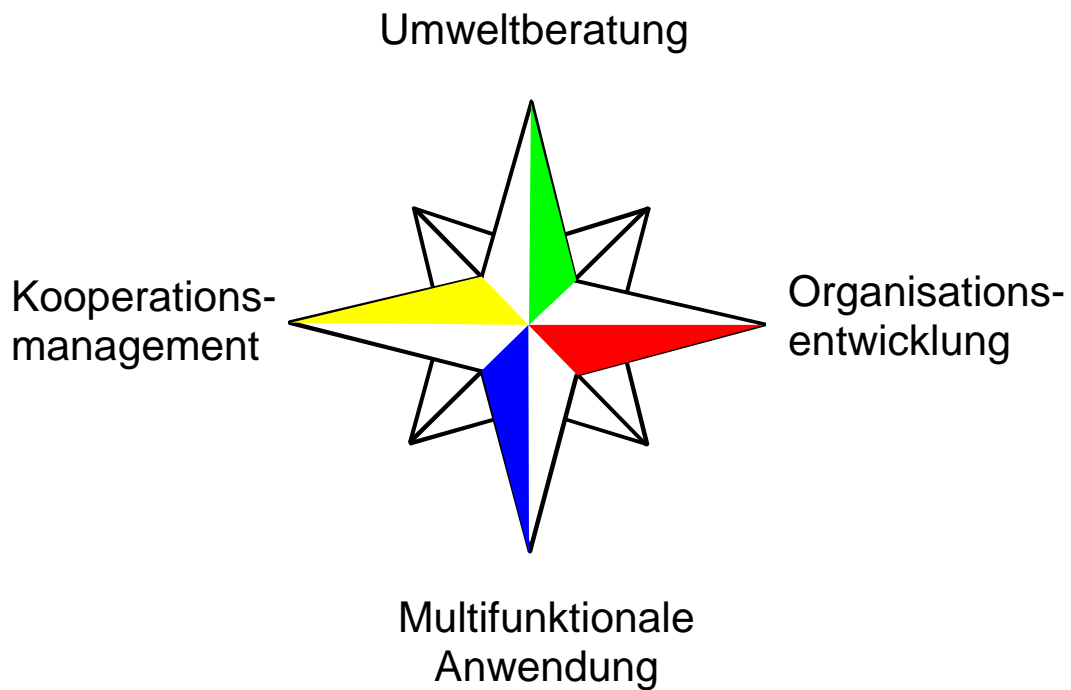 Umweltberatung
Kooperations-
management
Organisations-
entwicklung
Multifunktionale
Anwendung